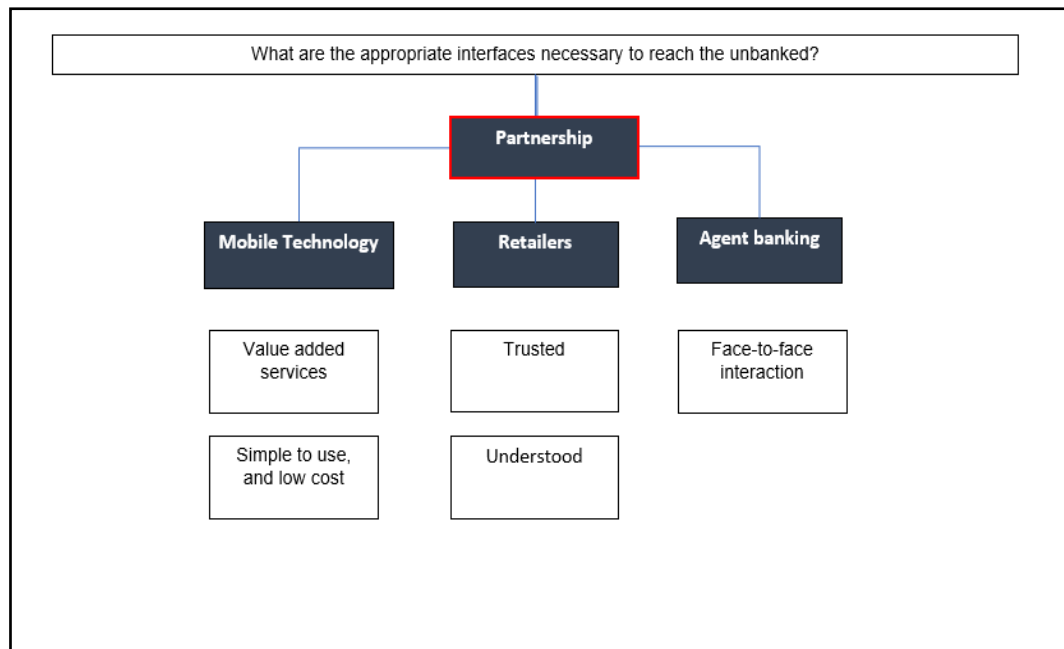 What are the appropriate interfaces necessary to reach the unbanked?
Partnership
Mobile Technology
Retailers
Agent banking
Value added
services
Trusted
Face-to-face
interaction
Simple to use,
and low cost
Understood